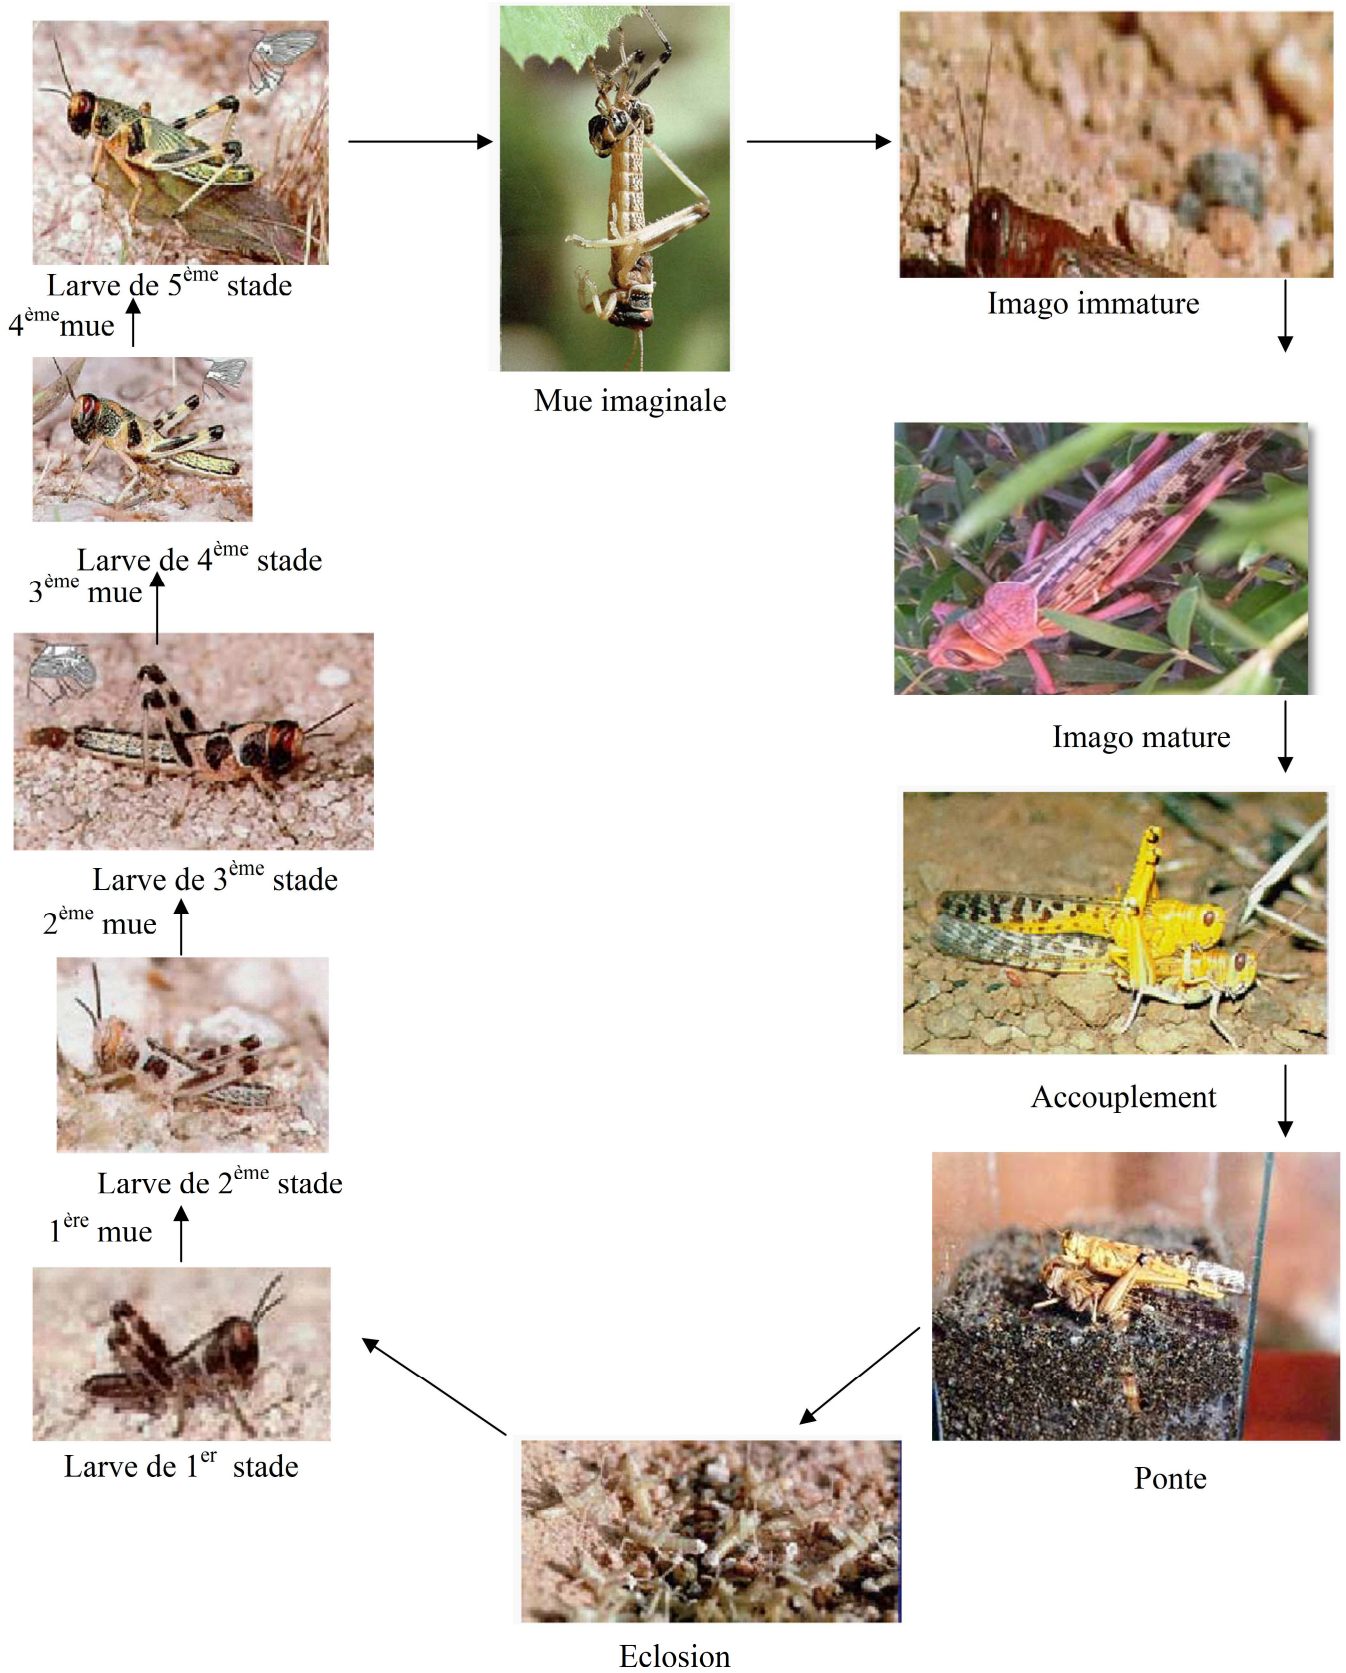 Larve de 5ème stade
4ème mue
Larve de 4ème stade
3ème mue
Larve de 3ème stade
2ème mue
Larve de 2ème stade
1ère mue
Larve de 1er stade
Mue imaginale
Imago immature
Imago mature
Accouplement
Ponte
Eclosion